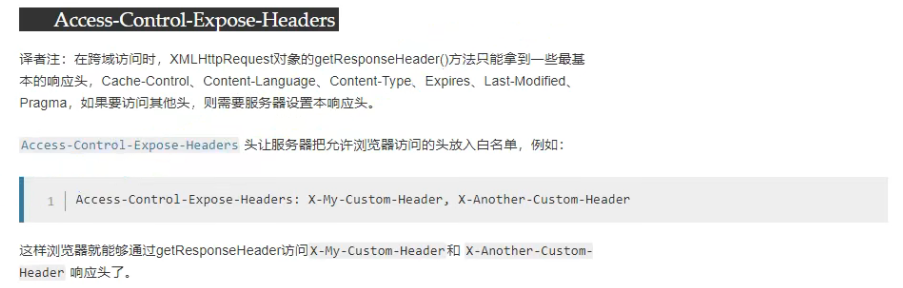 Access-Control-Expose-Headers
译者注：在跨域访问时，XMLHttpRequest对象的getResponseHeader()方法只能拿到一些最基
本的响应头，Cache-Control、Content-Language、Content-Type、Expires、Last-Modified、
Pragma，如果要访问其他头，则需要服务器设置本响应头。
Access-Control-Expose-Headers 头让服务器把允许浏览器访问的头放入白名单，例如：
1 Access-Control-Expose-Headers: X-My-Custom-Header, X-Another-Custom-Header
这样浏览器就能够通过getResponseHeader访问X-My-Custom-Header和 X-Another-Custom-
Header 响应头了。